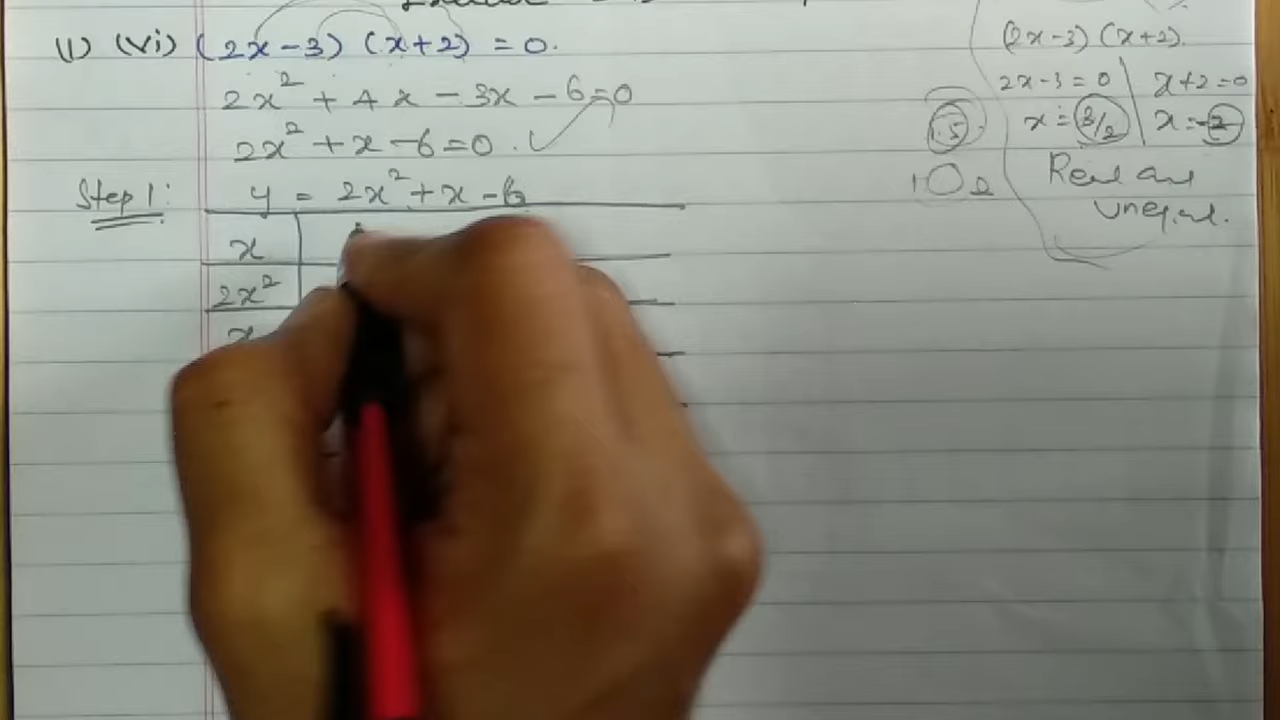 (1) (vi) (2x-3) (x+2) = 0.
2x² + 4x - 3x - 6=0
2x² + x - 6 = 0.
Step 1: y = 2x² + x - 6
x
2x²
x
(2x-3) (x+2).
2x-3=0 x+2=0
x = 3/2 x = -2
1.5
Real and
Unequal.